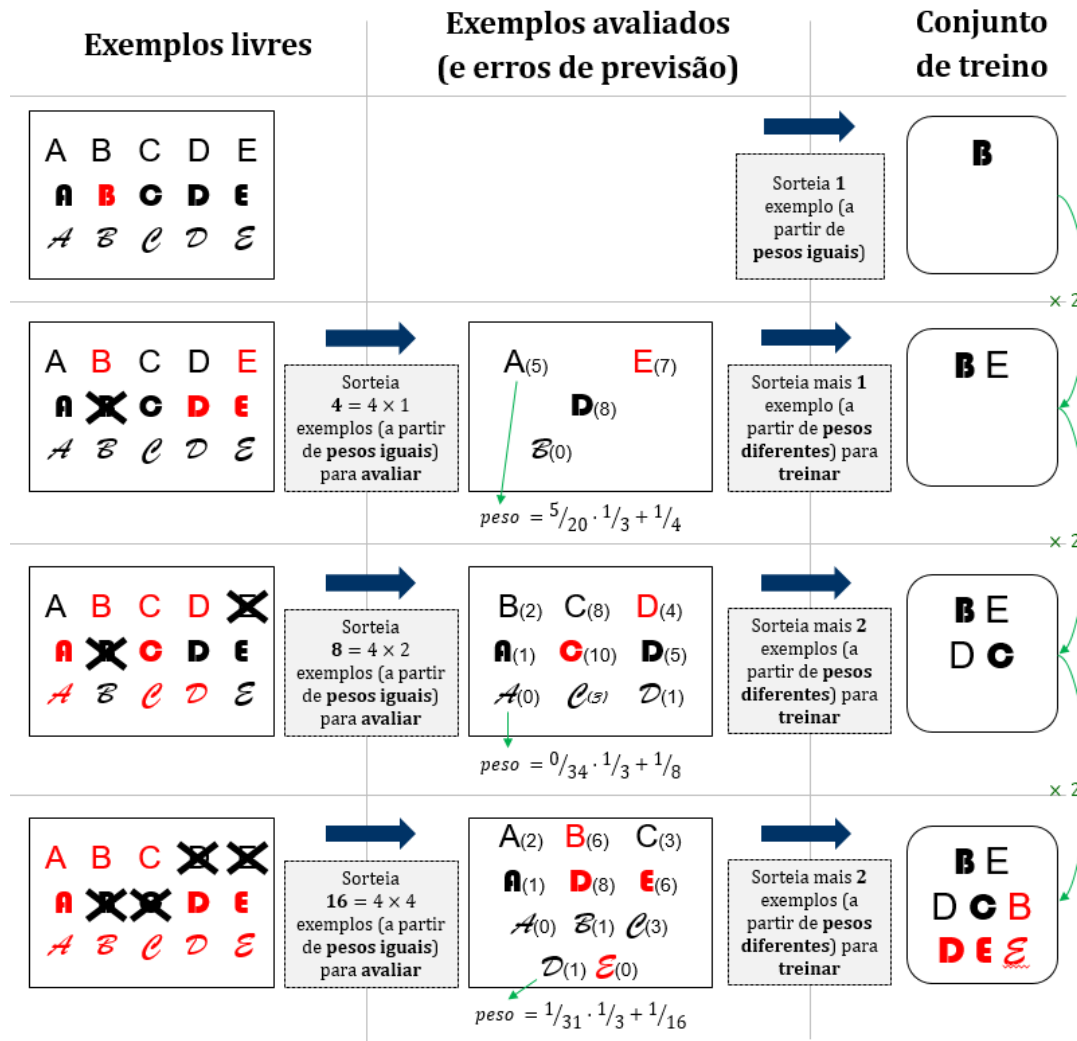 Exemplos livres
Exemplos avaliados
(e erros de previsão)
Conjunto
de treino
A B C D E
A B C D E
A B C D E
Sorteia 1
exemplo (a
partir de
pesos iguais)
B
× 2
A B C D E
A C D E
A B C D E
Sorteia
4 = 4 × 1
exemplos (a partir
de pesos iguais)
para avaliar
A(5) E(7)
D(8)
B(0)
peso = 5/20 · 1/3 + 1/4
Sorteia mais 1
exemplo (a
partir de pesos
diferentes) para
treinar
B E
× 2
A B C D
A C D E
A B C D E
Sorteia
8 = 4 × 2
exemplos (a partir
de pesos iguais)
para avaliar
B(2) C(8) D(4)
A(1) C(10) D(5)
A(0) C(3) D(1)
peso = 0/34 · 1/3 + 1/8
Sorteia mais 2
exemplos (a
partir de pesos
diferentes) para
treinar
B E
D C
× 2
A B C
A D E
A B C D E
Sorteia
16 = 4 × 4
exemplos (a partir
de pesos iguais)
para avaliar
A(2) B(6) C(3)
A(1) D(8) E(6)
A(0) B(1) C(3)
D(1) E(0)
peso = 1/31 · 1/3 + 1/16
Sorteia mais 2
exemplos (a
partir de pesos
diferentes) para
treinar
B E
D C B
D E E